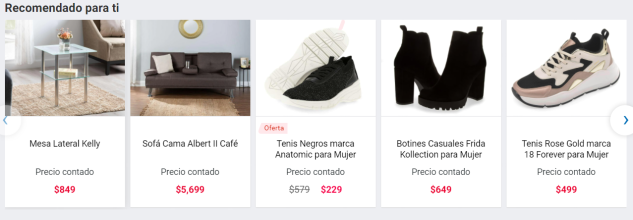 Recomendado para ti
Mesa Lateral Kelly
Precio contado
$849
Sofá Cama Albert II Café
Precio contado
$5,699
Oferta
Tenis Negros marca
Anatomic para Mujer
Precio contado
$579 $229
Botines Casuales Frida
Kollection para Mujer
Precio contado
$649
Tenis Rose Gold marca
18 Forever para Mujer
Precio contado
$499